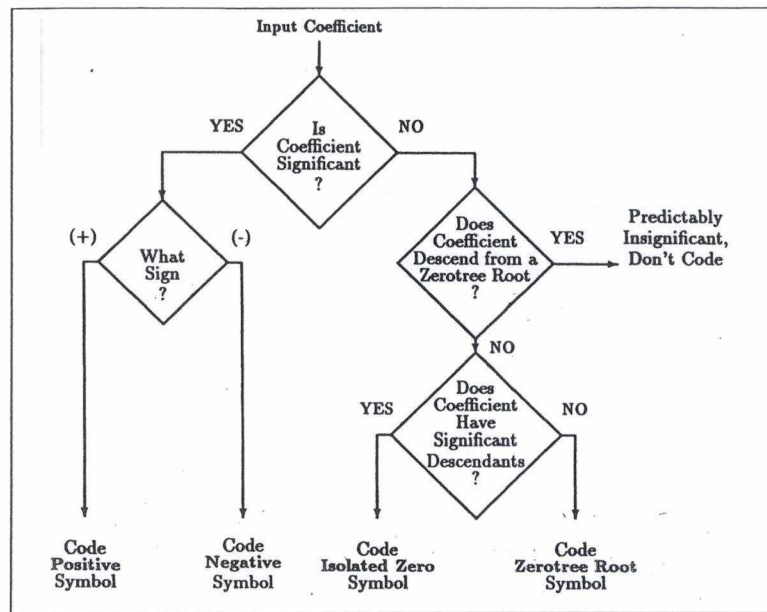 Input Coefficient
YES
Is
Coefficient
Significant
?
NO
(+)
What
Sign
?
(-)
Does
Coefficient
Descend from a
Zerotree Root
?
YES
Predictably
Insignificant,
Don't Code
NO
YES
Does
Coefficient
Have
Significant
Descendants
?
NO
Code
Positive
Symbol
Code
Negative
Symbol
Code
Isolated Zero
Symbol
Code
Zerotree Root
Symbol